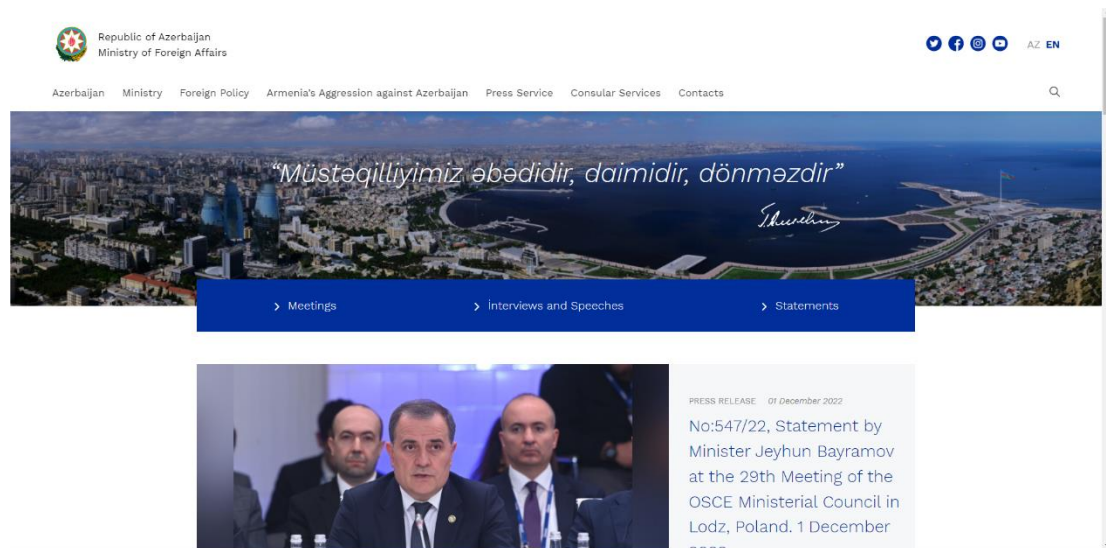 Republic of Azerbaijan
Ministry of Foreign Affairs
AZ EN
Azerbaijan Ministry Foreign Policy Armenia's Aggression against Azerbaijan Press Service Consular Services Contacts
“Müstəqilliyimiz əbədidir, daimidir, dönməzdir”
Meetings Interviews and Speeches Statements
PRESS RELEASE 01 December 2022
No:547/22, Statement by
Minister Jeyhun Bayramov
at the 29th Meeting of the
OSCE Ministerial Council in
Lodz, Poland. 1 December